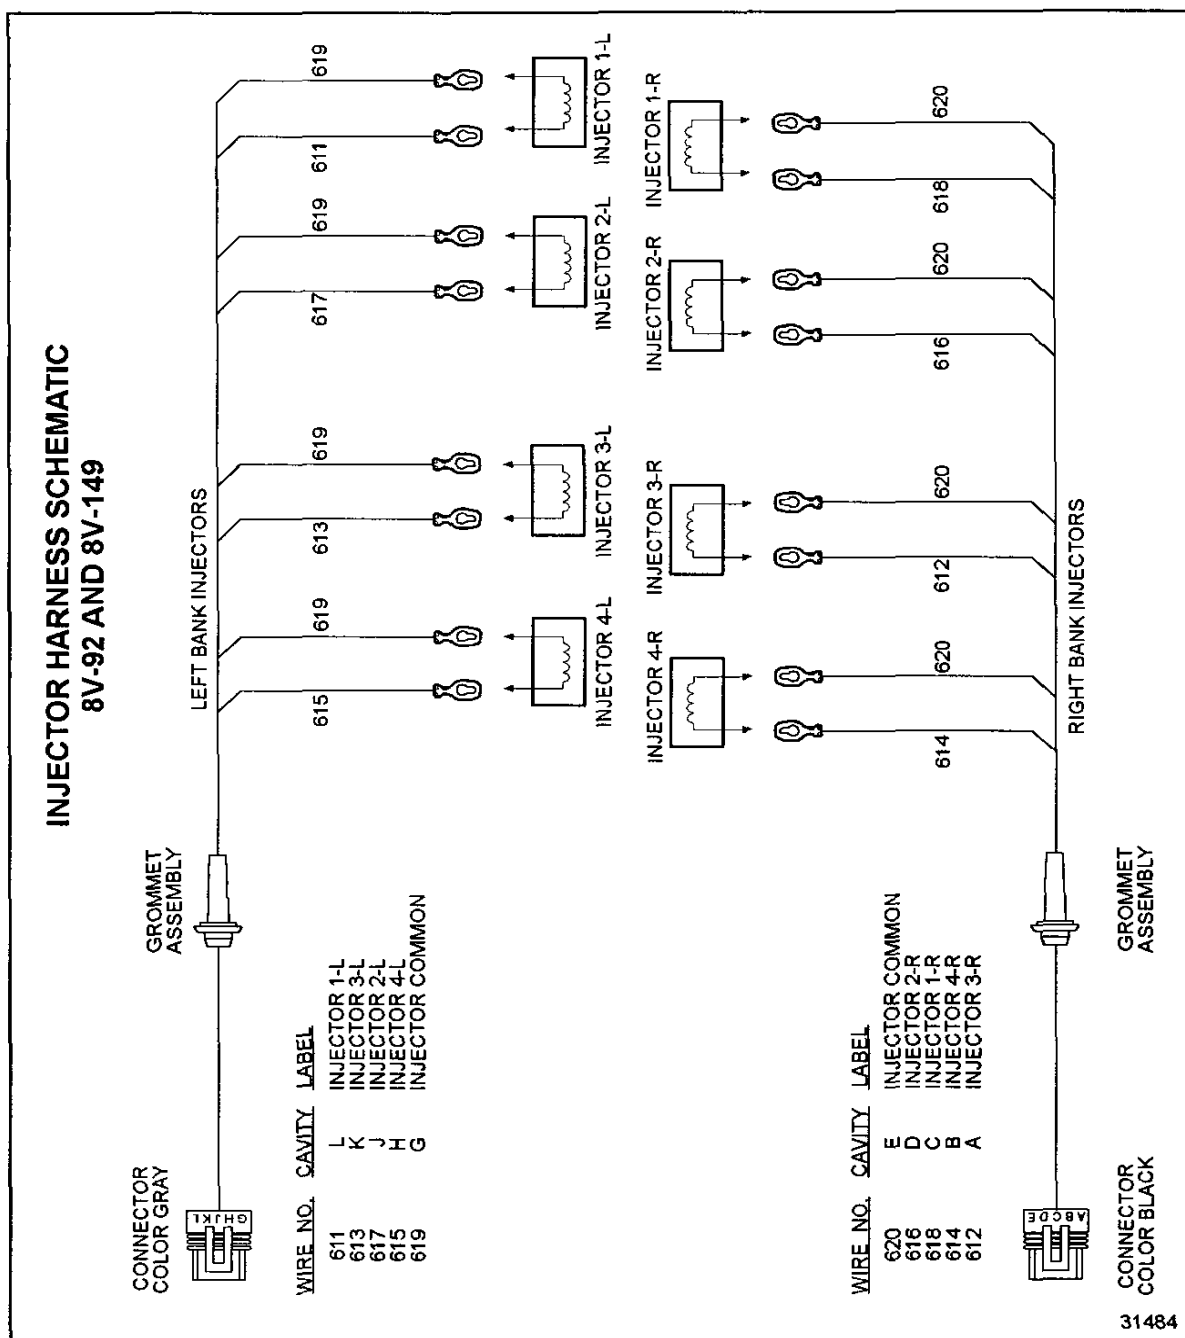 INJECTOR HARNESS SCHEMATIC
8V-92 AND 8V-149
CONNECTOR
COLOR GRAY
GHJKL
GROMMET
ASSEMBLY
LEFT BANK INJECTORS
615
619
613
619
617
619
611
619
INJECTOR 4-L
INJECTOR 3-L
INJECTOR 2-L
INJECTOR 1-L
WIRE NO. CAVITY LABEL
611 L INJECTOR 1-L
613 K INJECTOR 3-L
617 J INJECTOR 2-L
615 H INJECTOR 4-L
619 G INJECTOR COMMON
INJECTOR 4-R
INJECTOR 3-R
INJECTOR 2-R
INJECTOR 1-R
614
620
612
620
616
620
618
620
WIRE NO. CAVITY LABEL
620 E INJECTOR COMMON
616 D INJECTOR 2-R
618 C INJECTOR 1-R
614 B INJECTOR 4-R
612 A INJECTOR 3-R
ABCDE
RIGHT BANK INJECTORS
CONNECTOR
COLOR BLACK
GROMMET
ASSEMBLY
31484